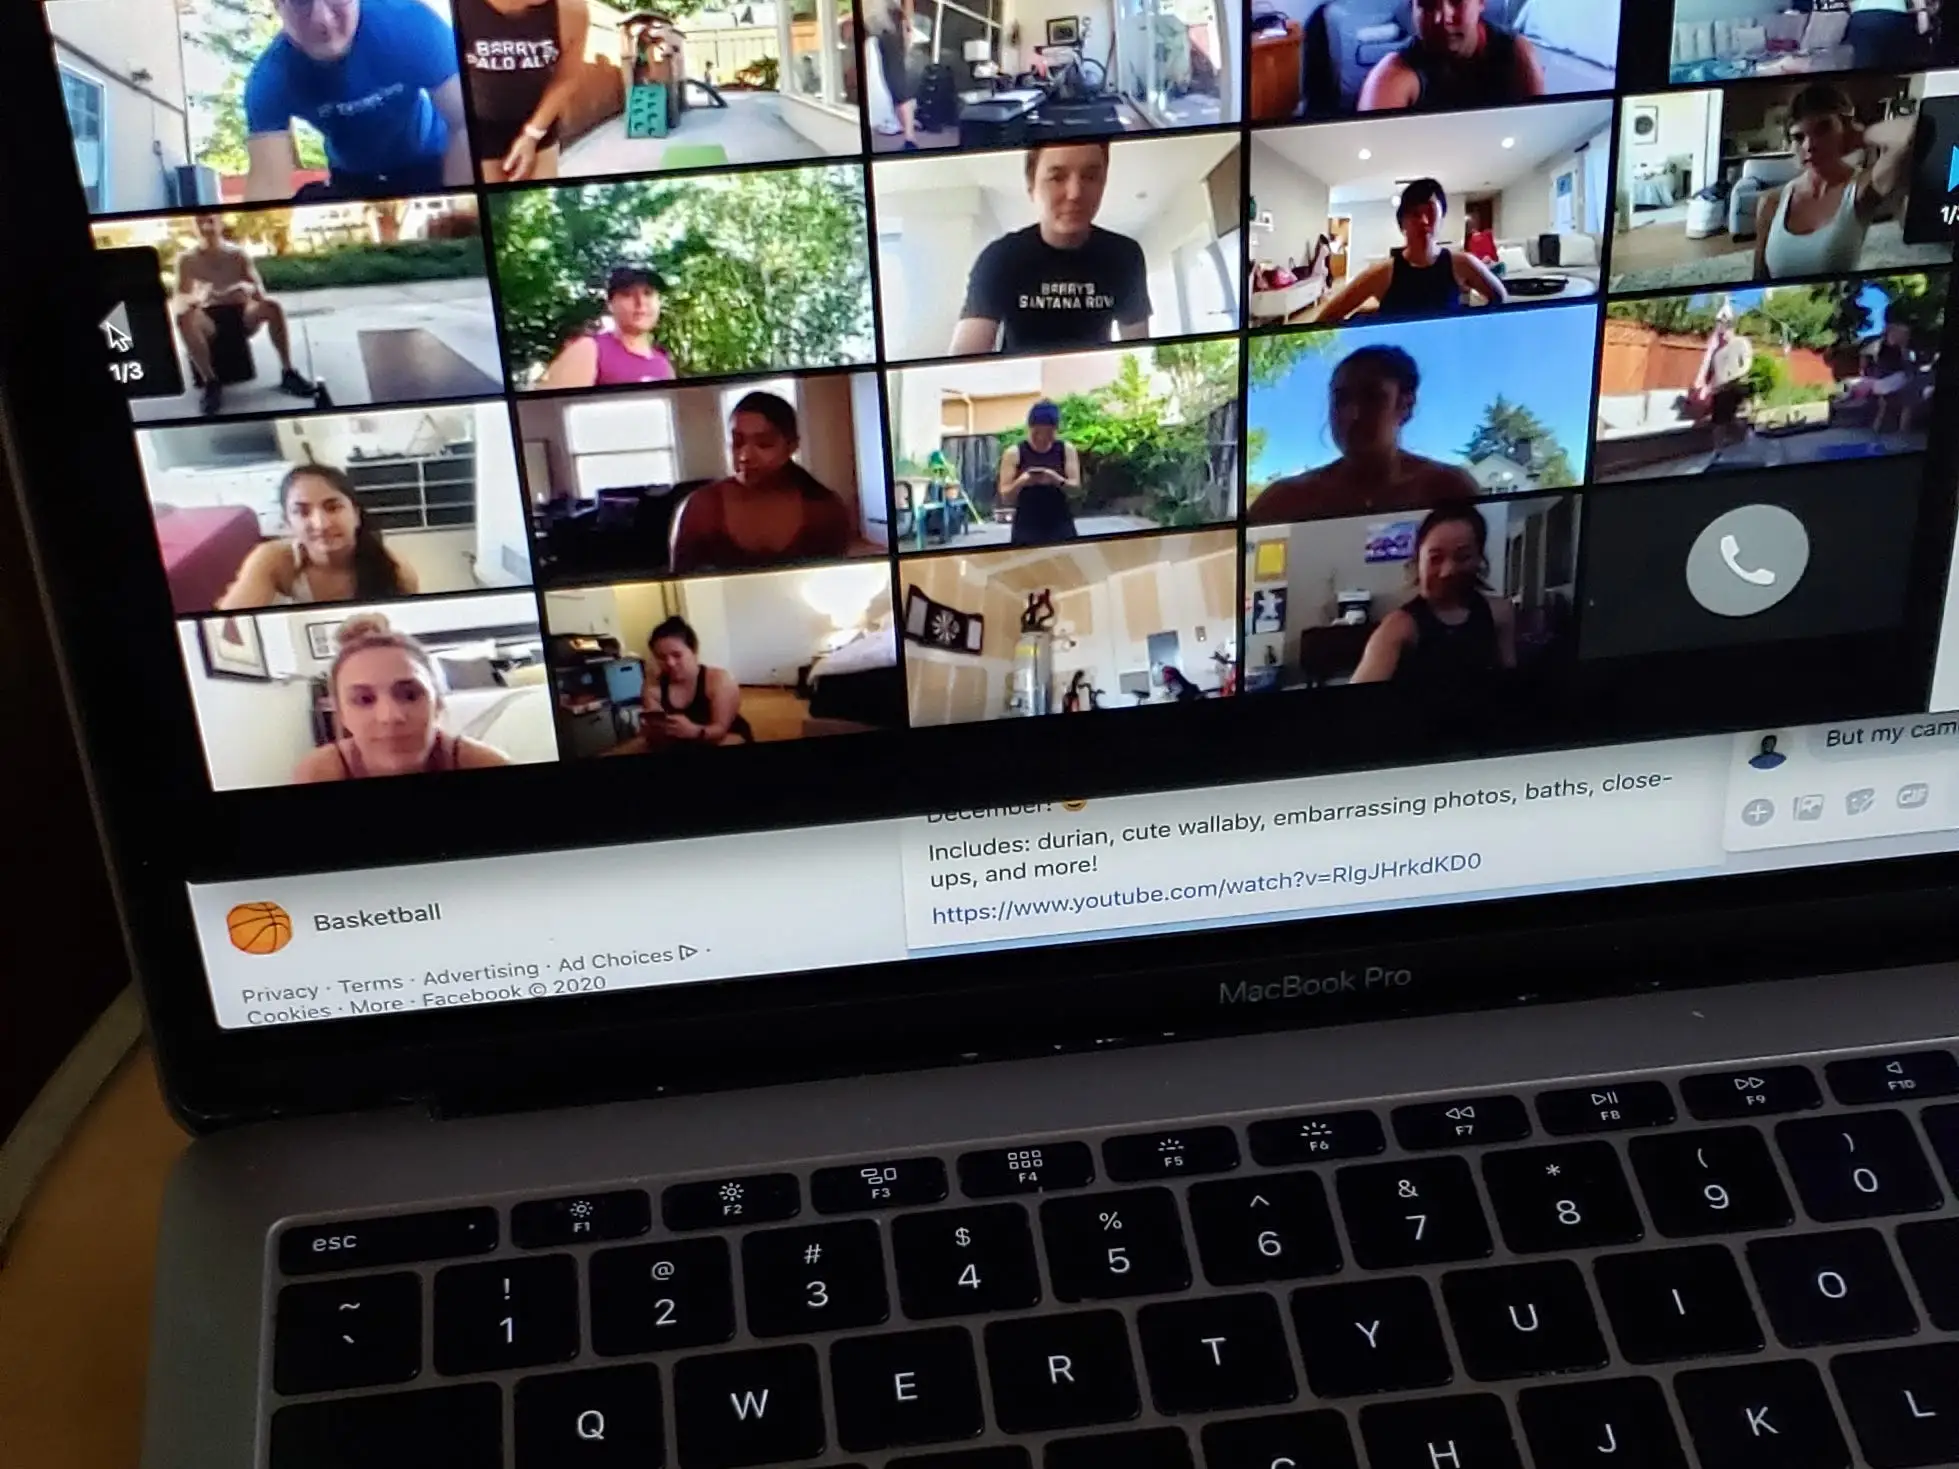 BARRY'S
PALO ALTO
BARRY'S
SANTANA ROW
1/3
December!
Includes: durian, cute wallaby, embarrassing photos, baths, close-
ups, and more!
https://www.youtube.com/watch?v=RIgJHrkdKD0
But my cam
GIF
Basketball
Privacy · Terms · Advertising · Ad Choices ·
Cookies · More · Facebook © 2020
MacBook Pro
esc F1 F2 F3 F4 F5 F6 F7 F8 F9 F10
~ ! @ # $ % ^ & * ( )
` 1 2 3 4 5 6 7 8 9 0
Q W E R T Y U I O
H J K L